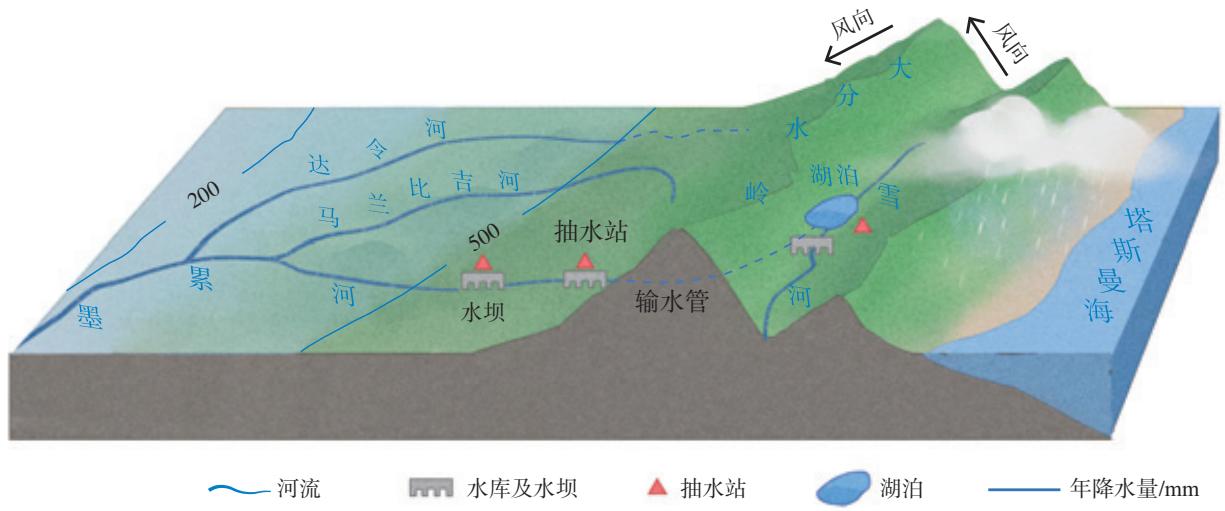 风向
风向
大分水岭
达令河
马兰比吉河
湖泊
雪河
200
500
抽水站
水坝
输水管
墨累河
塔斯曼海
河流
水库及水坝
抽水站
湖泊
年降水量/mm